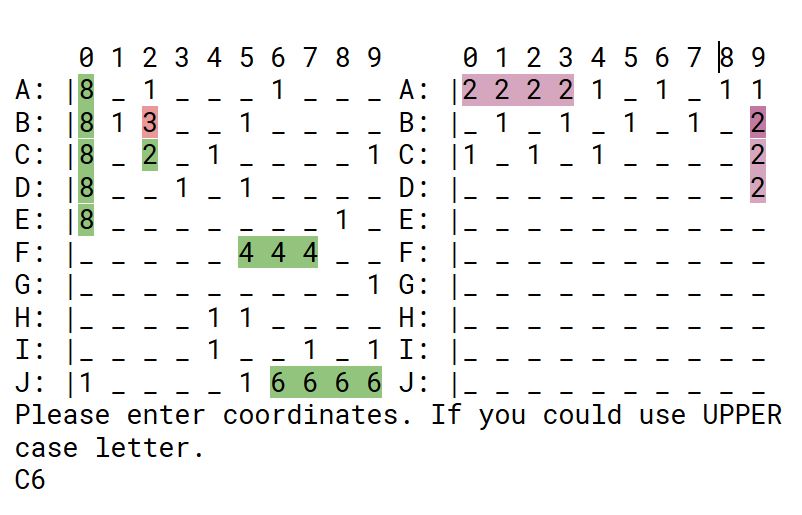 0 1 2 3 4 5 6 7 8 9 0 1 2 3 4 5 6 7 8 9
A: |8 _ 1 _ _ _ 1 _ _ _ A: |2 2 2 2 1 _ 1 _ 1 1
B: |8 1 3 _ _ 1 _ _ _ _ B: |_ 1 _ 1 _ 1 _ 1 _ 2
C: |8 _ 2 _ 1 _ _ _ _ 1 C: |1 _ 1 _ 1 _ _ _ _ 2
D: |8 _ _ 1 _ 1 _ _ _ _ D: |_ _ _ _ _ _ _ _ _ 2
E: |8 _ _ _ _ _ _ _ 1 _ E: |_ _ _ _ _ _ _ _ _ _
F: |_ _ _ _ _ 4 4 4 _ _ F: |_ _ _ _ _ _ _ _ _ _
G: |_ _ _ _ _ _ _ _ _ 1 G: |_ _ _ _ _ _ _ _ _ _
H: |_ _ _ _ 1 1 _ _ _ _ H: |_ _ _ _ _ _ _ _ _ _
I: |_ _ _ _ 1 _ _ 1 _ 1 I: |_ _ _ _ _ _ _ _ _ _
J: |1 _ _ _ _ 1 6 6 6 6 J: |_ _ _ _ _ _ _ _ _ _
Please enter coordinates. If you could use UPPER
case letter.
C6